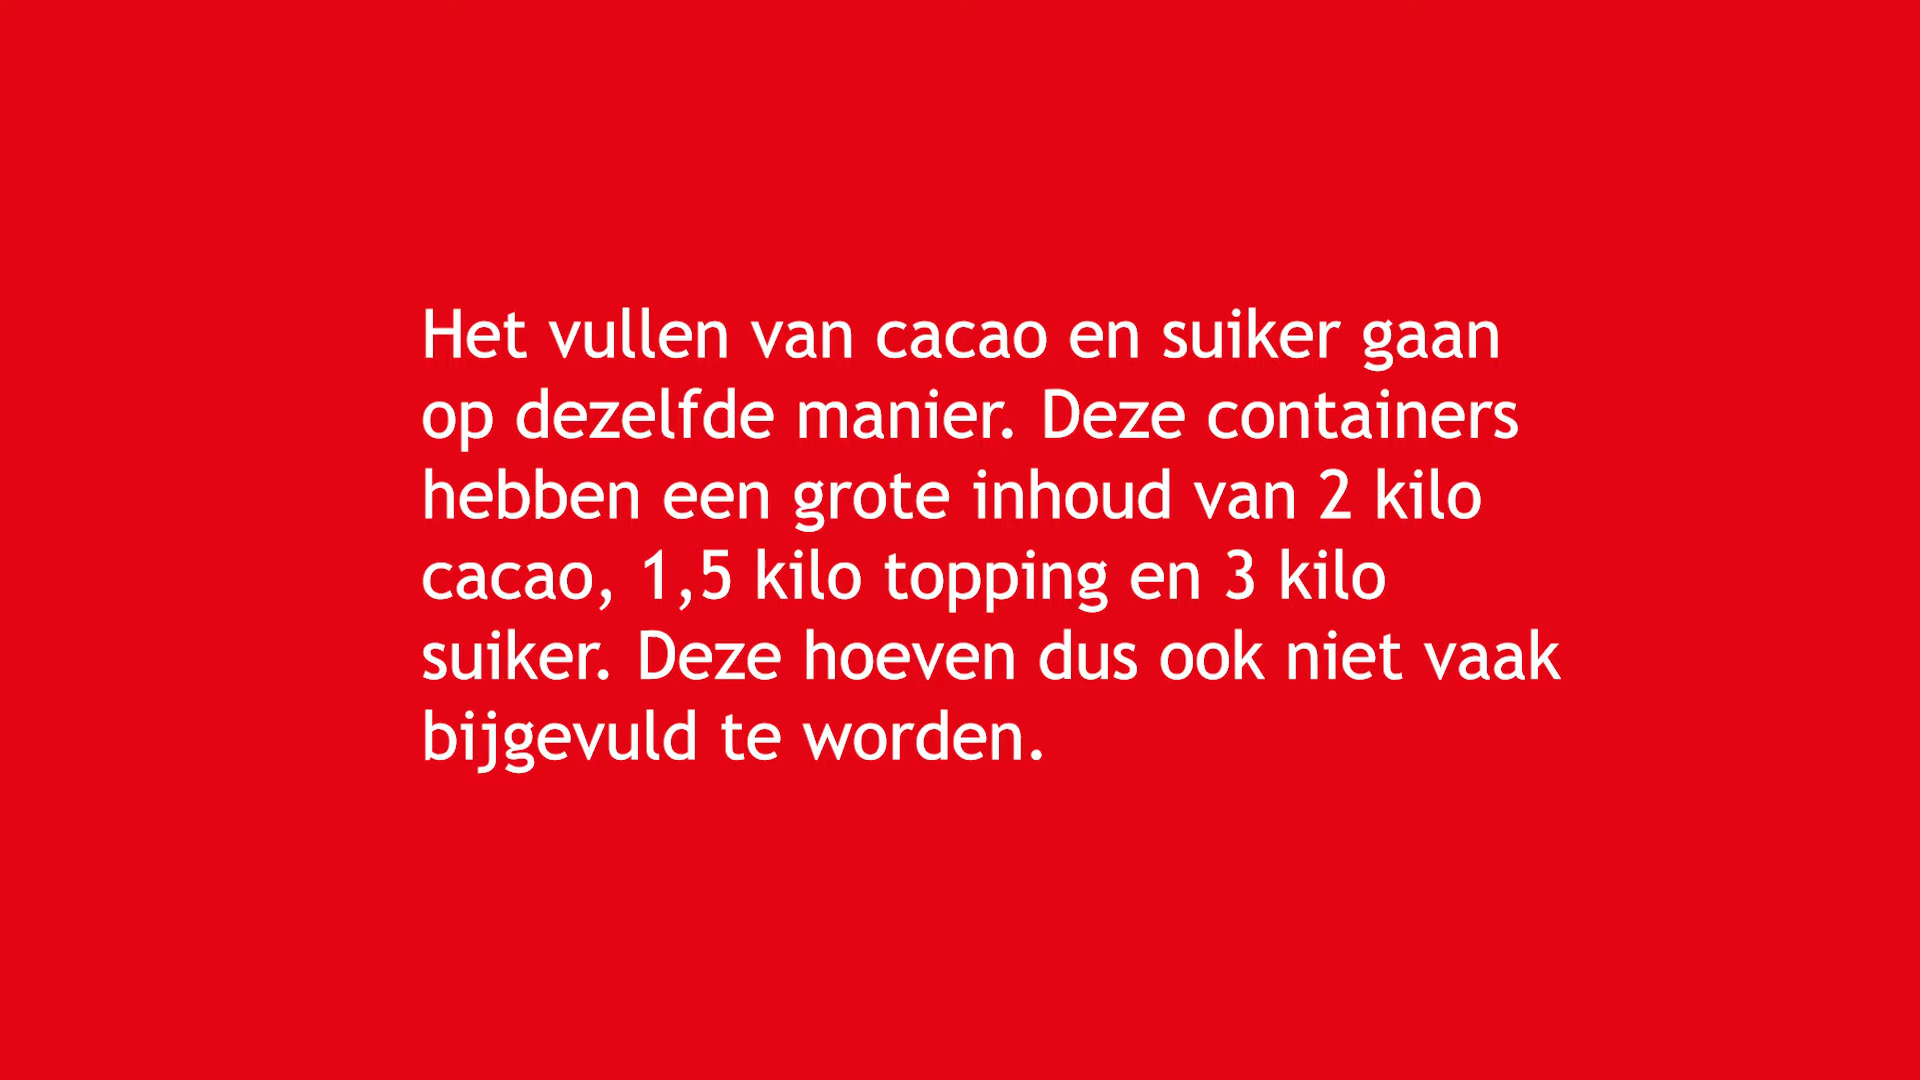 Het vullen van cacao en suiker gaan
op dezelfde manier. Deze containers
hebben een grote inhoud van 2 kilo
cacao, 1,5 kilo topping en 3 kilo
suiker. Deze hoeven dus ook niet vaak
bijgevuld te worden.